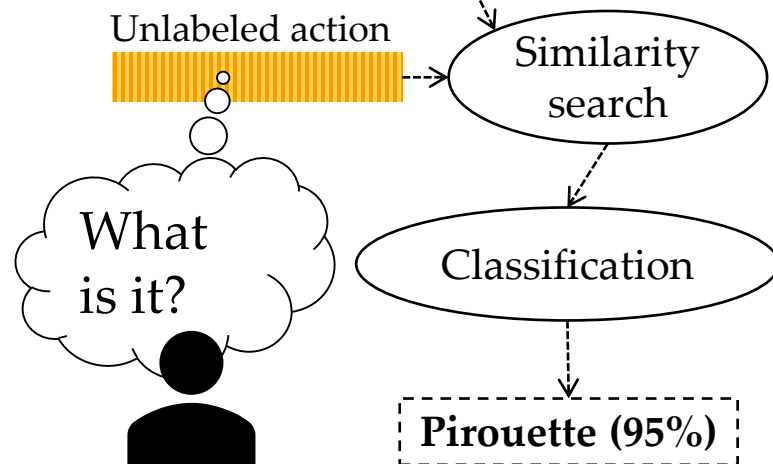 Unlabeled action
Similarity
search
What
is it?
Classification
Pirouette (95%)